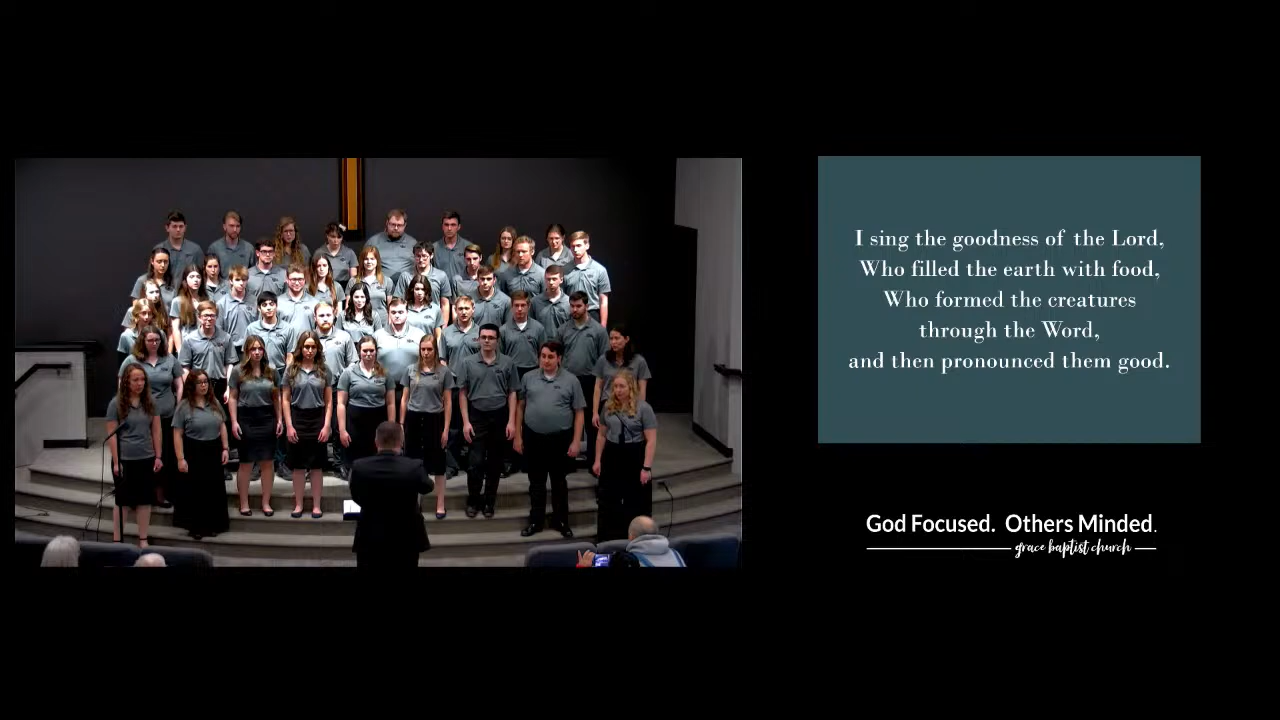 I sing the goodness of the Lord,
Who filled the earth with food,
Who formed the creatures
through the Word,
and then pronounced them good.
God Focused. Others Minded.
grace baptist church